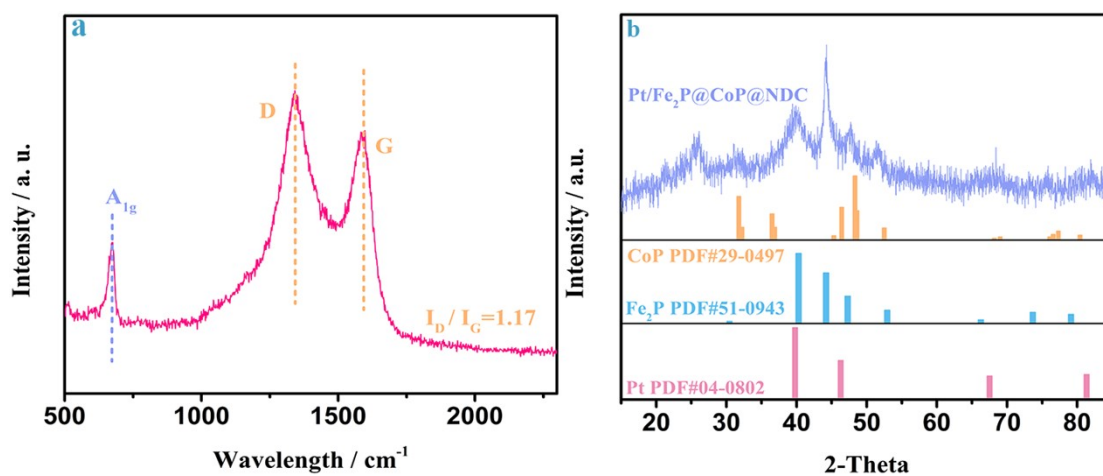 a
A1g
D
G
ID / IG=1.17
Intensity / a. u.
500 1000 1500 2000
Wavelength / cm-1
b
Pt/Fe2P@CoP@NDC
CoP PDF#29-0497
Fe2P PDF#51-0943
Pt PDF#04-0802
Intensity / a.u.
20 30 40 50 60 70 80
2-Theta